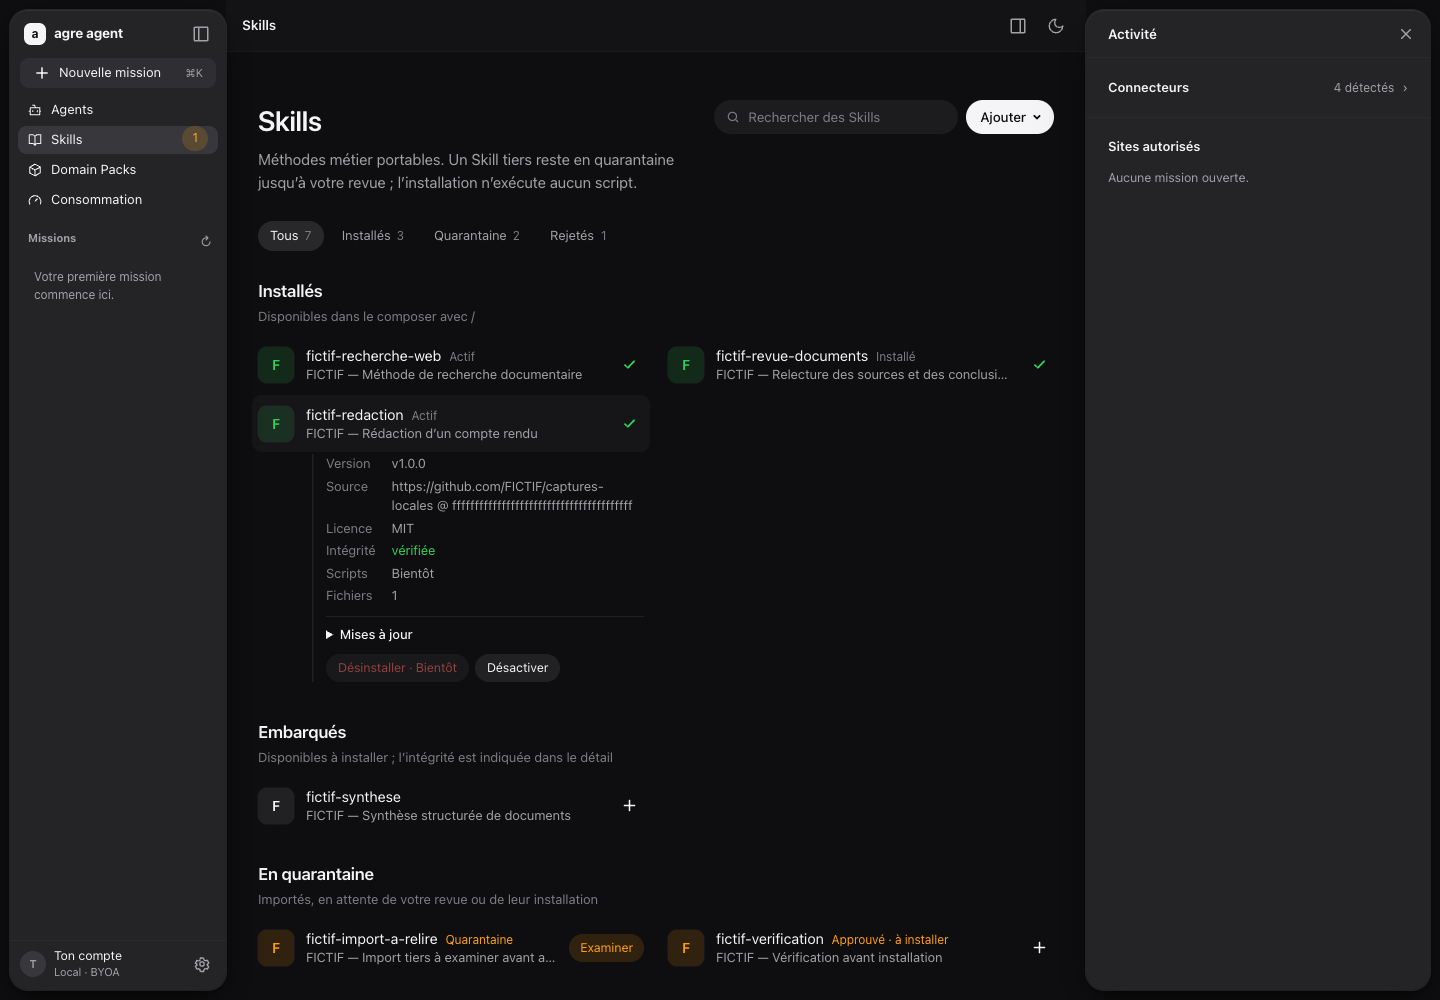 a agre agent
Nouvelle mission ⌘K
Agents
Skills 1
Domain Packs
Consommation
Missions
Votre première mission
commence ici.
T
Ton compte
Local · BYOA
Skills
Skills
Rechercher des Skills
Ajouter
Méthodes métier portables. Un Skill tiers reste en quarantaine
jusqu’à votre revue ; l’installation n’exécute aucun script.
Tous 7 Installés 3 Quarantaine 2 Rejetés 1
Installés
Disponibles dans le composer avec /
F
fictif-recherche-web Actif
FICTIF — Méthode de recherche documentaire
F
fictif-revue-documents Installé
FICTIF — Relecture des sources et des conclusi...
F
fictif-redaction Actif
FICTIF — Rédaction d’un compte rendu
Version v1.0.0
Source https://github.com/FICTIF/captures-
locales @ ffffffffffffffffffffffffffffffffffffffff
Licence MIT
Intégrité vérifiée
Scripts Bientôt
Fichiers 1
Mises à jour
Désinstaller · Bientôt Désactiver
Embarqués
Disponibles à installer ; l’intégrité est indiquée dans le détail
F
fictif-synthese
FICTIF — Synthèse structurée de documents
En quarantaine
Importés, en attente de votre revue ou de leur installation
F
fictif-import-a-relire Quarantaine
FICTIF — Import tiers à examiner avant a...
Examiner
F
fictif-verification Approuvé · à installer
FICTIF — Vérification avant installation
Activité
Connecteurs 4 détectés ›
Sites autorisés
Aucune mission ouverte.